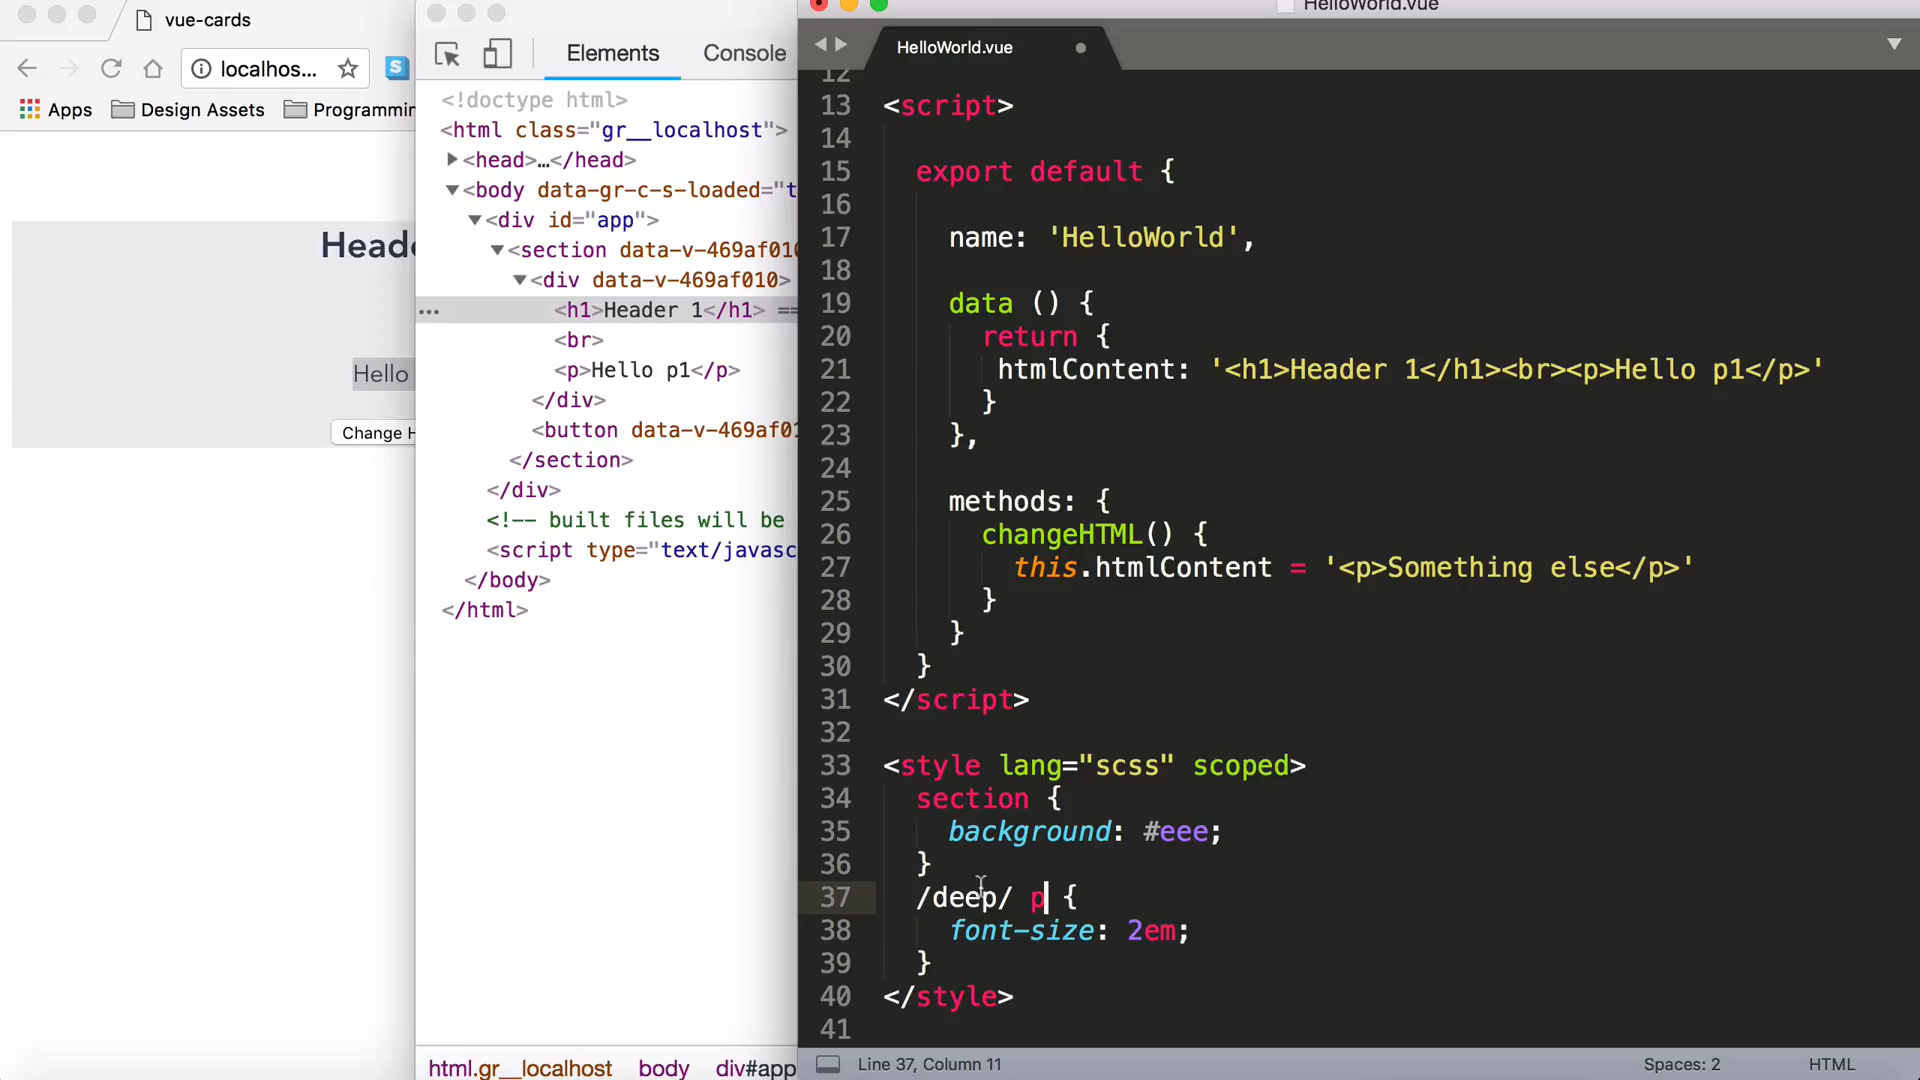 vue-cards
localhos...
Apps Design Assets Programmin
Heade
Hello
Change H
Elements Console
<!doctype html>
<html class="gr__localhost">
<head>…</head>
<body data-gr-c-s-loaded="t
<div id="app">
<section data-v-469af010
<div data-v-469af010>
<h1>Header 1</h1> ==
<br>
<p>Hello p1</p>
</div>
<button data-v-469af01
</section>
</div>
<!-- built files will be
<script type="text/javasc
</body>
</html>
html.gr__localhost body div#app
HelloWorld.vue
HelloWorld.vue
12
13 <script>
14
15 export default {
16
17 name: 'HelloWorld',
18
19 data () {
20 return {
21 htmlContent: '<h1>Header 1</h1><br><p>Hello p1</p>'
22 }
23 },
24
25 methods: {
26 changeHTML() {
27 this.htmlContent = '<p>Something else</p>'
28 }
29 }
30 }
31 </script>
32
33 <style lang="scss" scoped>
34 section {
35 background: #eee;
36 }
37 /deep/ p {
38 font-size: 2em;
39 }
40 </style>
41
Line 37, Column 11 Spaces: 2 HTML